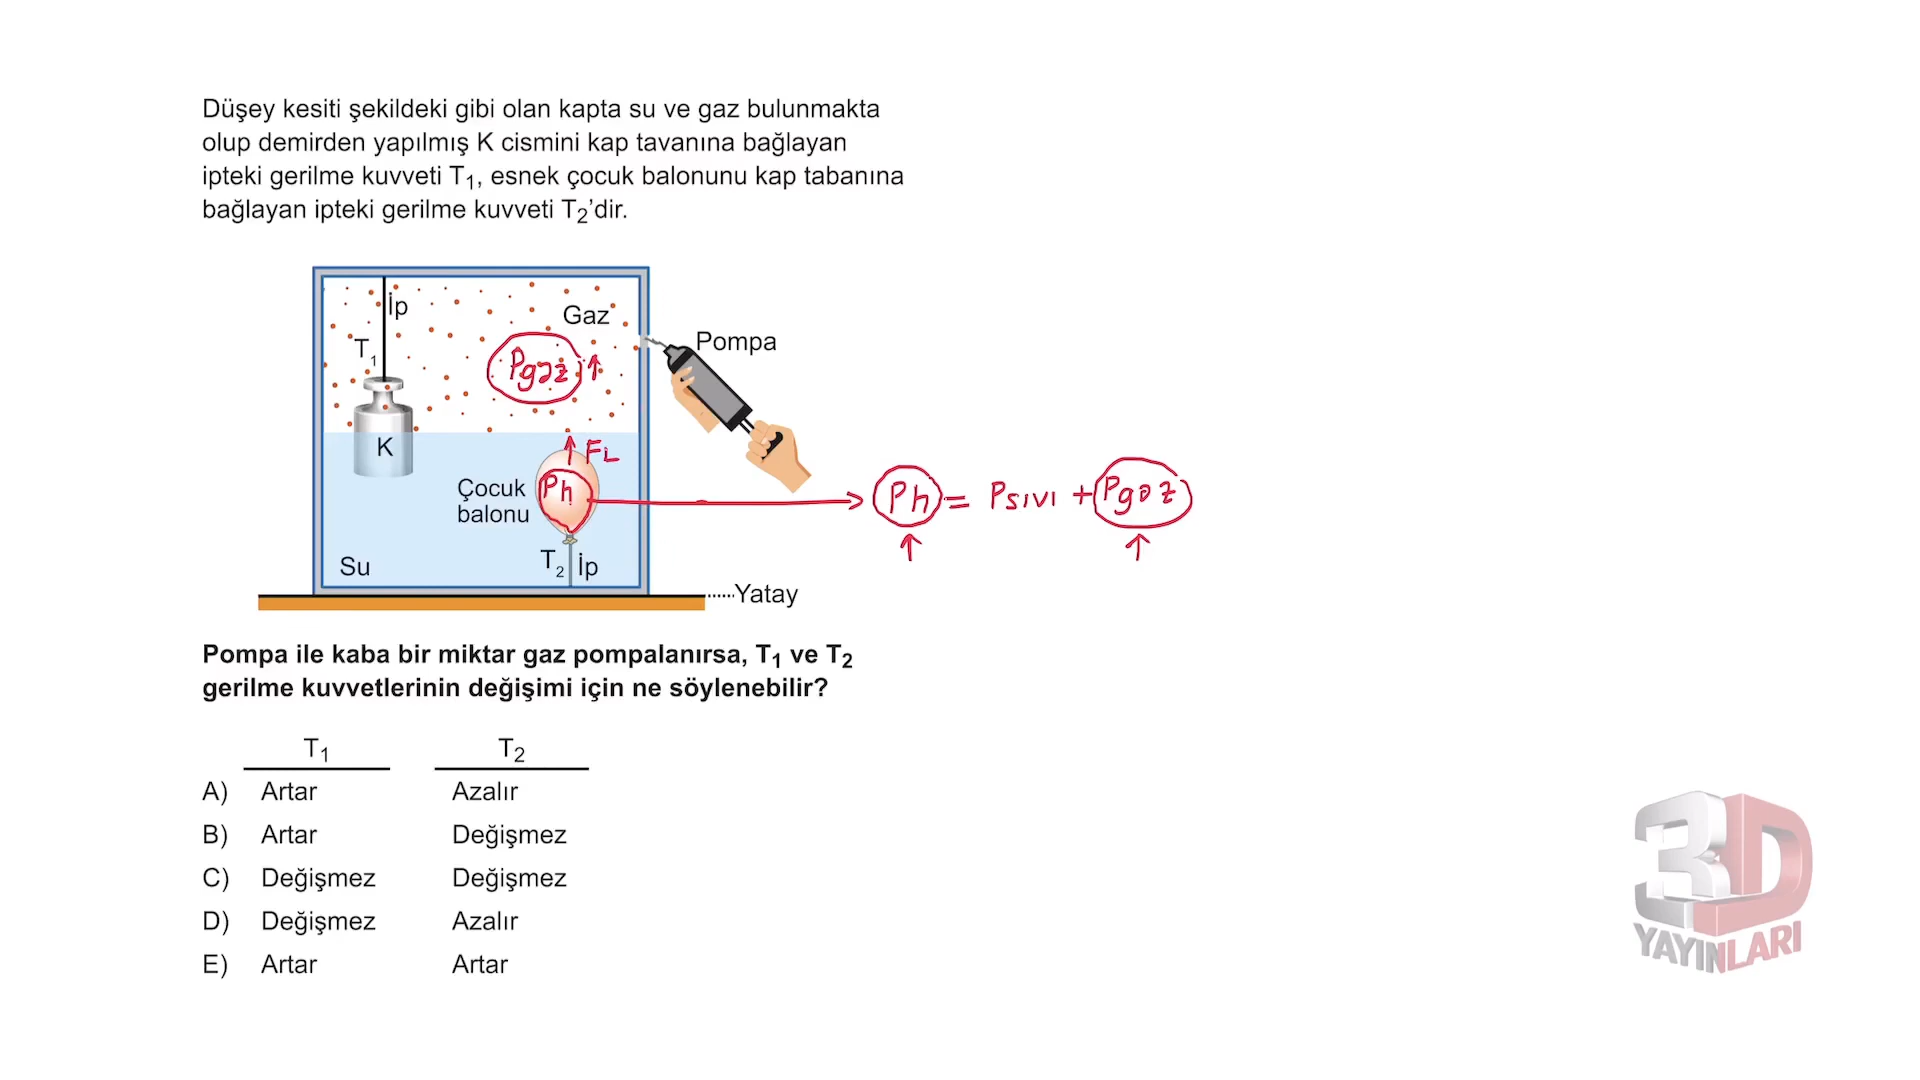 Düşey kesiti şekildeki gibi olan kapta su ve gaz bulunmakta
olup demirden yapılmış K cismini kap tavanına bağlayan
ipteki gerilme kuvveti T₁, esnek çocuk balonunu kap tabanına
bağlayan ipteki gerilme kuvveti T₂'dir.
İp
Gaz
T₁
Pgaz ↑
Pompa
K
FL
Çocuk
balonu
Ph
Ph = Psıvı + Pgaz
↑ ↑
Su
T₂ İp
Yatay
Pompa ile kaba bir miktar gaz pompalanırsa, T₁ ve T₂
gerilme kuvvetlerinin değişimi için ne söylenebilir?
T₁ T₂
A) Artar Azalır
B) Artar Değişmez
C) Değişmez Değişmez
D) Değişmez Azalır
E) Artar Artar
3D
YAYINLARI